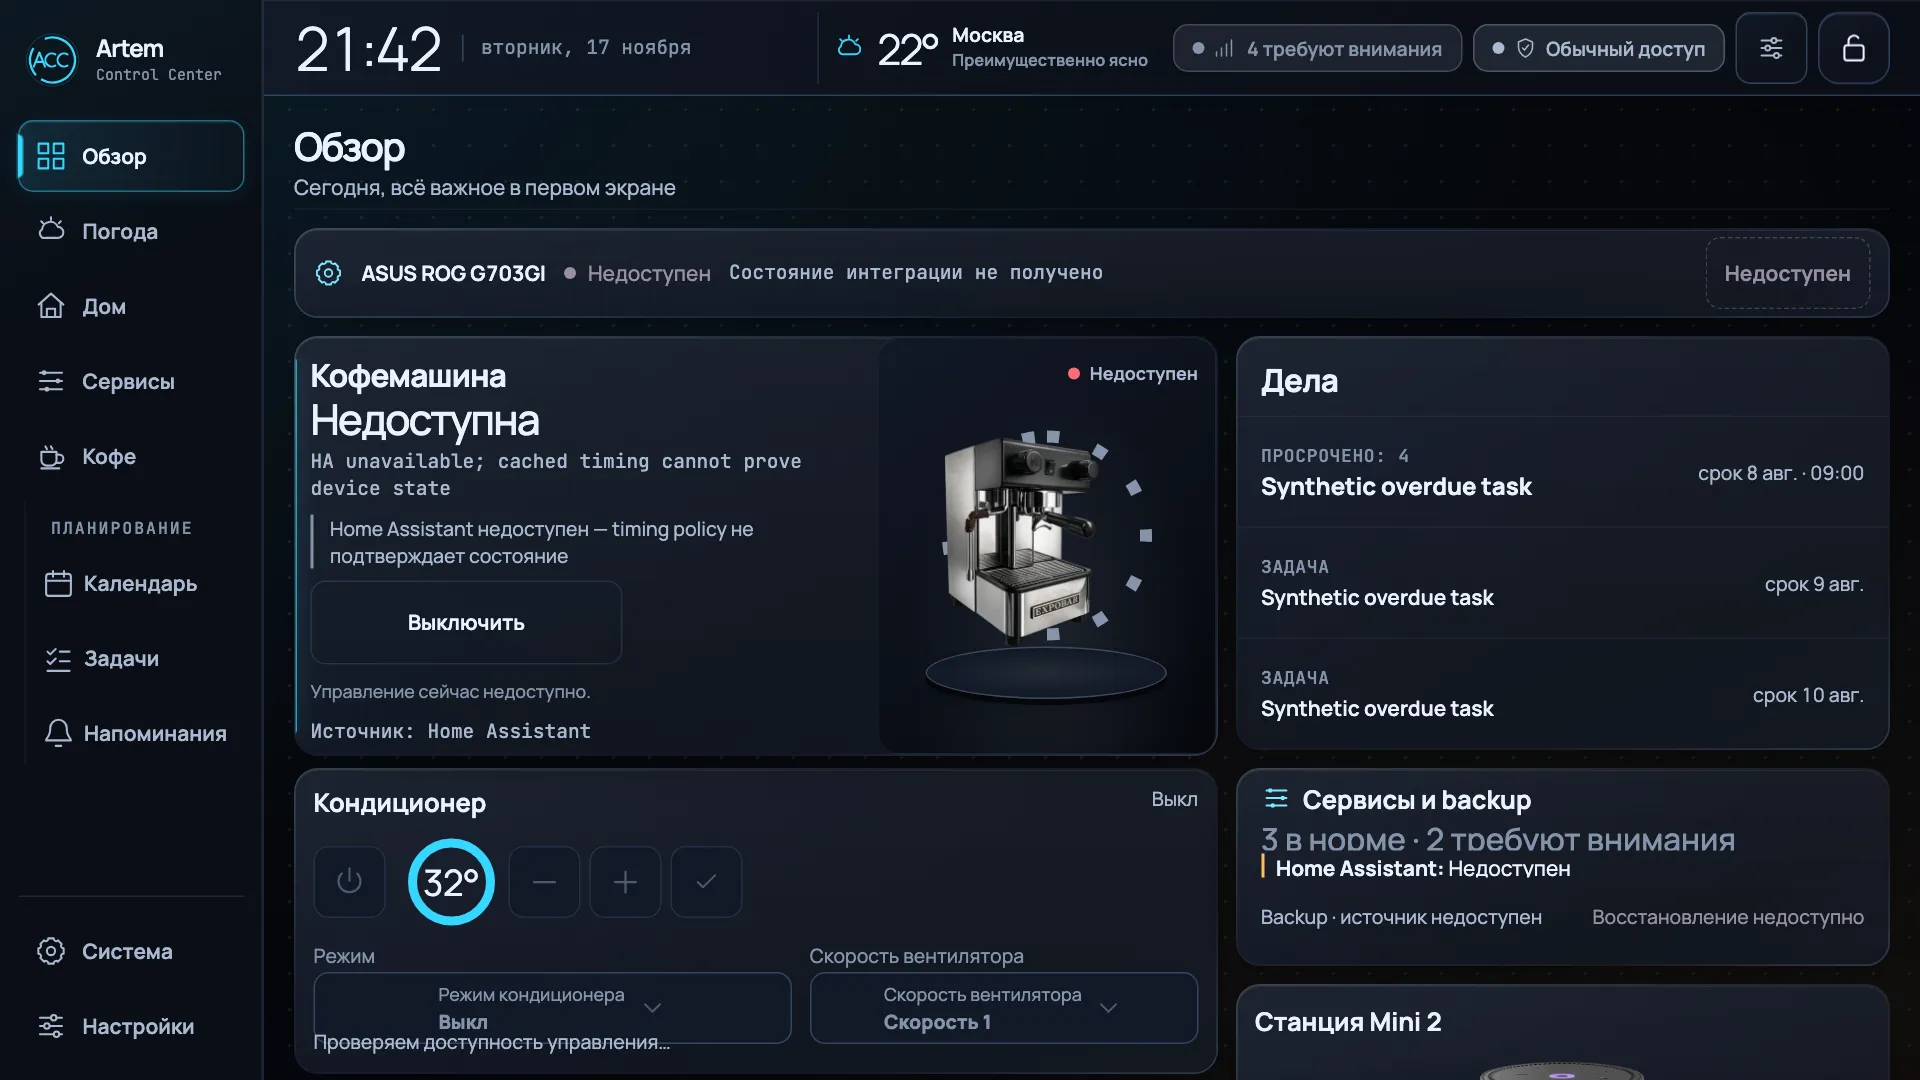 ACC
Artem
Control Center
Обзор
Погода
Дом
Сервисы
Кофе
ПЛАНИРОВАНИЕ
Календарь
Задачи
Напоминания
Система
Настройки
21:42
вторник, 17 ноября
22°
Москва
Преимущественно ясно
4 требуют внимания
Обычный доступ
Обзор
Сегодня, всё важное в первом экране
ASUS ROG G703GI
Недоступен
Состояние интеграции не получено
Недоступен
Кофемашина
Недоступна
HA unavailable; cached timing cannot prove
device state
Home Assistant недоступен — timing policy не
подтверждает состояние
Выключить
Управление сейчас недоступно.
Источник: Home Assistant
Недоступен
EXPOBAR
Дела
ПРОСРОЧЕНО: 4
Synthetic overdue task
срок 8 авг. · 09:00
ЗАДАЧА
Synthetic overdue task
срок 9 авг.
ЗАДАЧА
Synthetic overdue task
срок 10 авг.
Кондиционер
Выкл
32°
Режим
Режим кондиционера
Выкл
Скорость вентилятора
Скорость вентилятора
Скорость 1
Проверяем доступность управления…
Сервисы и backup
3 в норме · 2 требуют внимания
Home Assistant: Недоступен
Backup · источник недоступен
Восстановление недоступно
Станция Mini 2